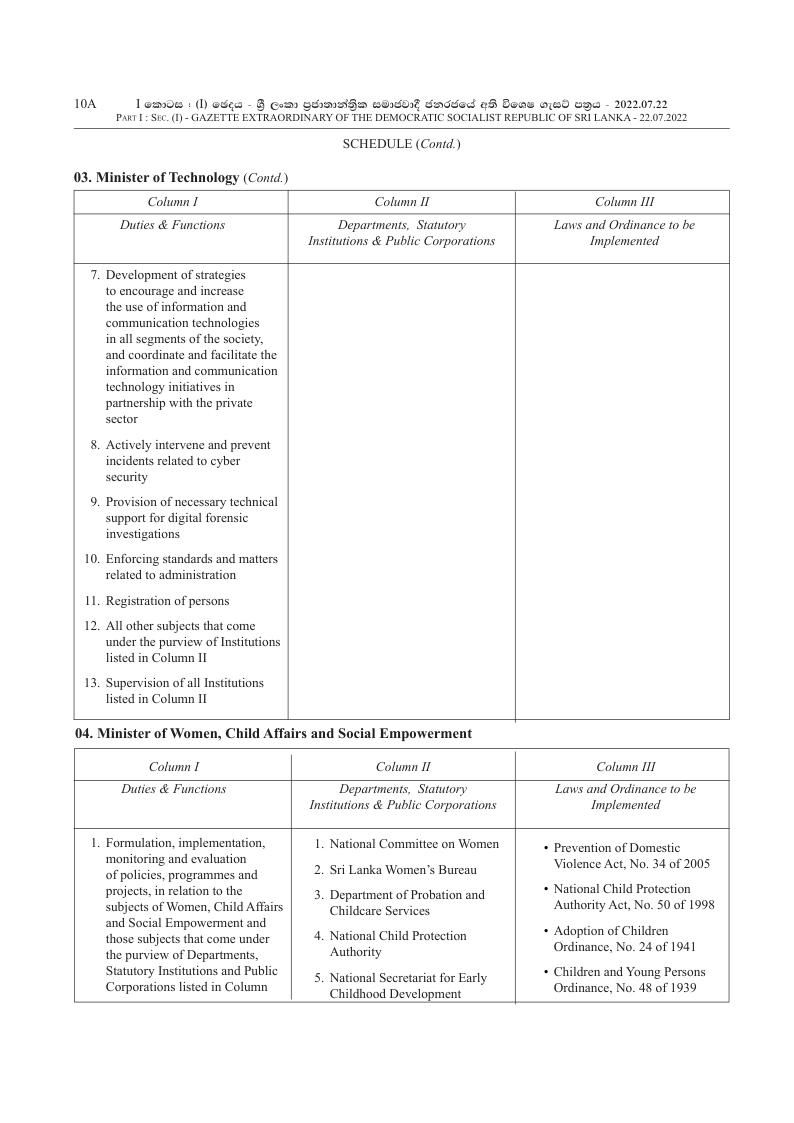 10A
I කොටස : (I) ඡේදය - ශ්‍රී ලංකා ප්‍රජාතාන්ත්‍රික සමාජවාදී ජනරජයේ අති විශෙෂ ගැසට් පත්‍රය - 2022.07.22
PART I : SEC. (I) - GAZETTE EXTRAORDINARY OF THE DEMOCRATIC SOCIALIST REPUBLIC OF SRI LANKA - 22.07.2022
SCHEDULE (Contd.)
03. Minister of Technology (Contd.)
Column I
Column II
Column III
Duties & Functions
Departments, Statutory
Institutions & Public Corporations
Laws and Ordinance to be
Implemented
7. Development of strategies
to encourage and increase
the use of information and
communication technologies
in all segments of the society,
and coordinate and facilitate the
information and communication
technology initiatives in
partnership with the private
sector
8. Actively intervene and prevent
incidents related to cyber
security
9. Provision of necessary technical
support for digital forensic
investigations
10. Enforcing standards and matters
related to administration
11. Registration of persons
12. All other subjects that come
under the purview of Institutions
listed in Column II
13. Supervision of all Institutions
listed in Column II
04. Minister of Women, Child Affairs and Social Empowerment
Column I
Column II
Column III
Duties & Functions
Departments, Statutory
Institutions & Public Corporations
Laws and Ordinance to be
Implemented
1. Formulation, implementation,
monitoring and evaluation
of policies, programmes and
projects, in relation to the
subjects of Women, Child Affairs
and Social Empowerment and
those subjects that come under
the purview of Departments,
Statutory Institutions and Public
Corporations listed in Column
1. National Committee on Women
2. Sri Lanka Women's Bureau
3. Department of Probation and
Childcare Services
4. National Child Protection
Authority
5. National Secretariat for Early
Childhood Development
• Prevention of Domestic
Violence Act, No. 34 of 2005
• National Child Protection
Authority Act, No. 50 of 1998
• Adoption of Children
Ordinance, No. 24 of 1941
• Children and Young Persons
Ordinance, No. 48 of 1939